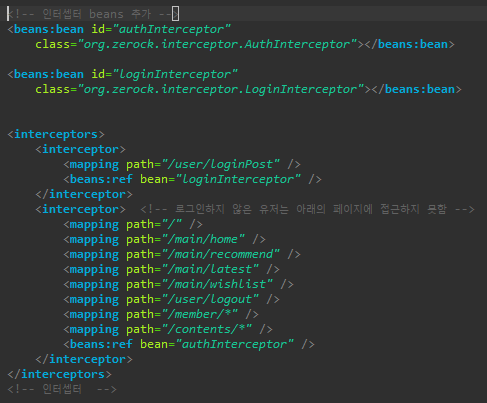 <!-- 인터셉터 beans 추가 -->
<beans:bean id="authInterceptor"
class="org.zerock.interceptor.AuthInterceptor"></beans:bean>
<beans:bean id="loginInterceptor"
class="org.zerock.interceptor.LoginInterceptor"></beans:bean>
<interceptors>
<interceptor>
<mapping path="/user/loginPost" />
<beans:ref bean="loginInterceptor" />
</interceptor>
<interceptor> <!-- 로그인하지 않은 유저는 아래의 페이지에 접근하지 못함 -->
<mapping path="/" />
<mapping path="/main/home" />
<mapping path="/main/recommend" />
<mapping path="/main/latest" />
<mapping path="/main/wishlist" />
<mapping path="/user/logout" />
<mapping path="/member/*" />
<mapping path="/contents/*" />
<beans:ref bean="authInterceptor" />
</interceptor>
</interceptors>
<!-- 인터셉터 -->